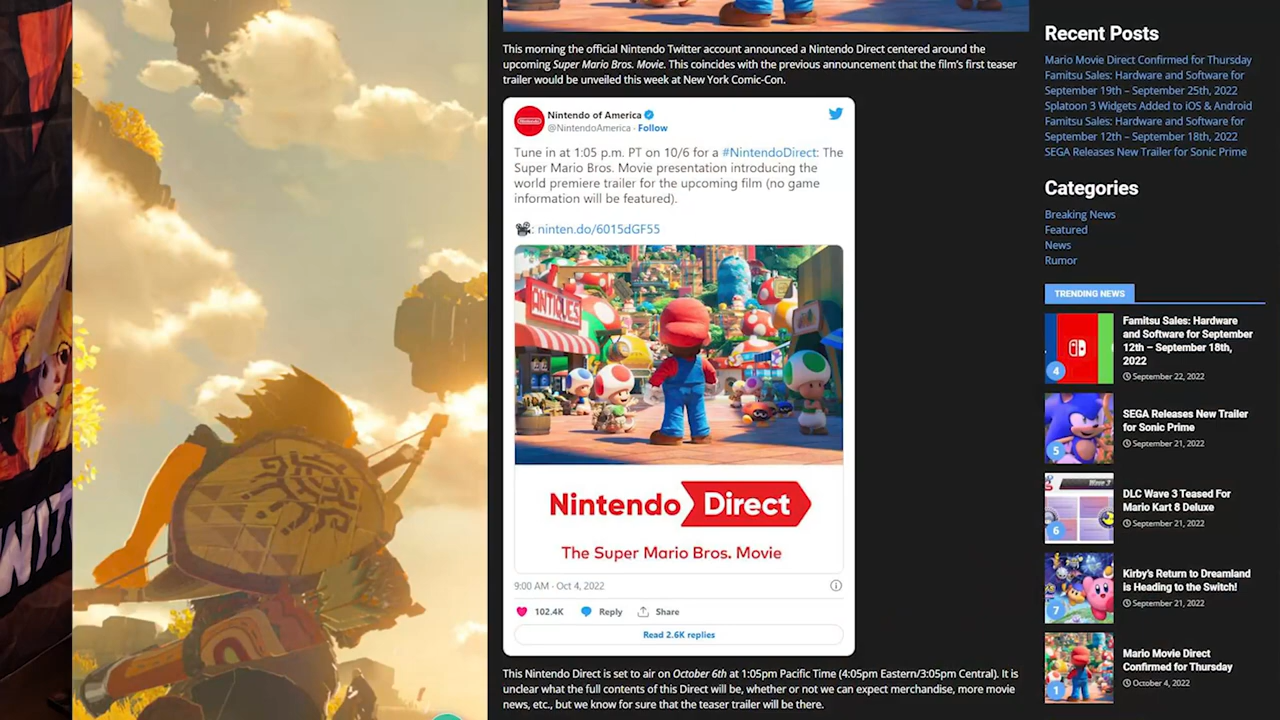 This morning the official Nintendo Twitter account announced a Nintendo Direct centered around the
upcoming Super Mario Bros. Movie. This coincides with the previous announcement that the film's first teaser
trailer would be unveiled this week at New York Comic-Con.
Nintendo of America
@NintendoAmerica · Follow
Tune in at 1:05 p.m. PT on 10/6 for a #NintendoDirect: The
Super Mario Bros. Movie presentation introducing the
world premiere trailer for the upcoming film (no game
information will be featured).
🎥: ninten.do/6015dGF55
ANTIQUES
Nintendo Direct
The Super Mario Bros. Movie
9:00 AM · Oct 4, 2022
102.4K Reply Share
Read 2.6K replies
This Nintendo Direct is set to air on October 6th at 1:05pm Pacific Time (4:05pm Eastern/3:05pm Central). It is
unclear what the full contents of this Direct will be, whether or not we can expect merchandise, more movie
news, etc., but we know for sure that the teaser trailer will be there.
Recent Posts
Mario Movie Direct Confirmed for Thursday
Famitsu Sales: Hardware and Software for
September 19th – September 25th, 2022
Splatoon 3 Widgets Added to iOS & Android
Famitsu Sales: Hardware and Software for
September 12th – September 18th, 2022
SEGA Releases New Trailer for Sonic Prime
Categories
Breaking News
Featured
News
Rumor
TRENDING NEWS
4
Famitsu Sales: Hardware
and Software for September
12th – September 18th,
2022
September 22, 2022
5
SEGA Releases New Trailer
for Sonic Prime
September 21, 2022
Wave 3
6
DLC Wave 3 Teased For
Mario Kart 8 Deluxe
September 21, 2022
7
Kirby's Return to Dreamland
is Heading to the Switch!
September 21, 2022
1
Mario Movie Direct
Confirmed for Thursday
October 4, 2022